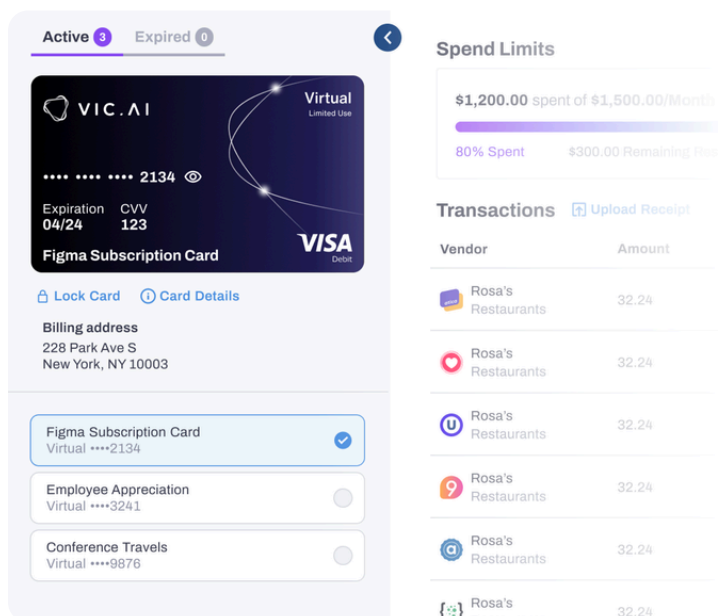 Active 3 Expired 0
VIC.AI
Virtual
Limited Use
•••• •••• •••• 2134
Expiration CVV
04/24 123
Figma Subscription Card
VISA
Debit
Lock Card Card Details
Billing address
228 Park Ave S
New York, NY 10003
Figma Subscription Card
Virtual ••••2134
Employee Appreciation
Virtual ••••3241
Conference Travels
Virtual ••••9876
Spend Limits
$1,200.00 spent of $1,500.00/Month
80% Spent $300.00 Remaining
Transactions Upload Receipt
Vendor Amount
Rosa's
Restaurants
32.24
Rosa's
Restaurants
32.24
Rosa's
Restaurants
32.24
Rosa's
Restaurants
32.24
Rosa's
Restaurants
32.24
Rosa's
32.24